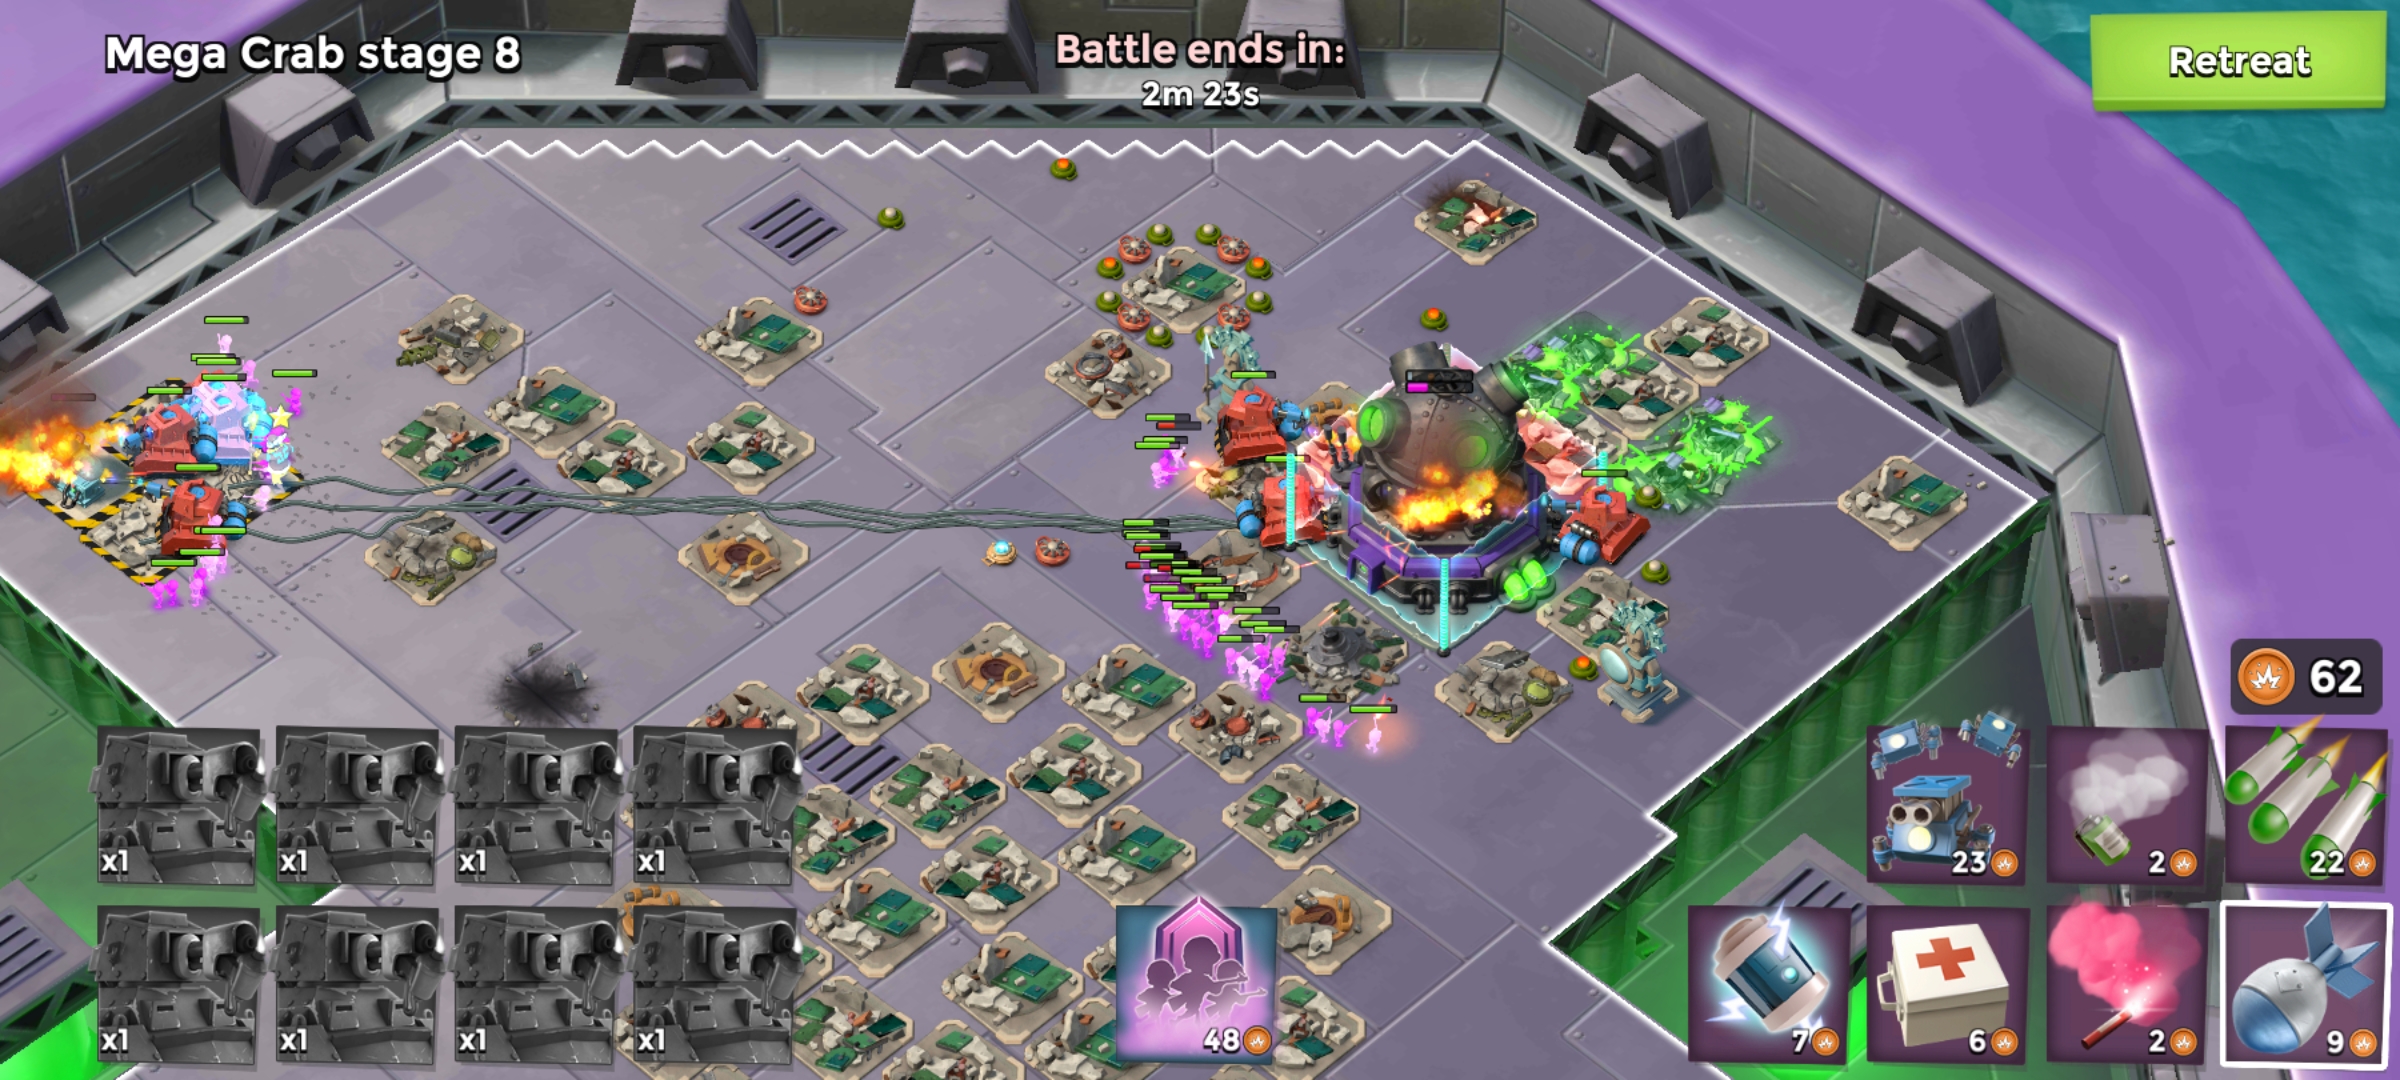 Mega Crab stage 8
Battle ends in:
2m 23s
Retreat
62
23
2
22
x1
x1
x1
x1
x1
x1
x1
x1
48
7
6
2
9